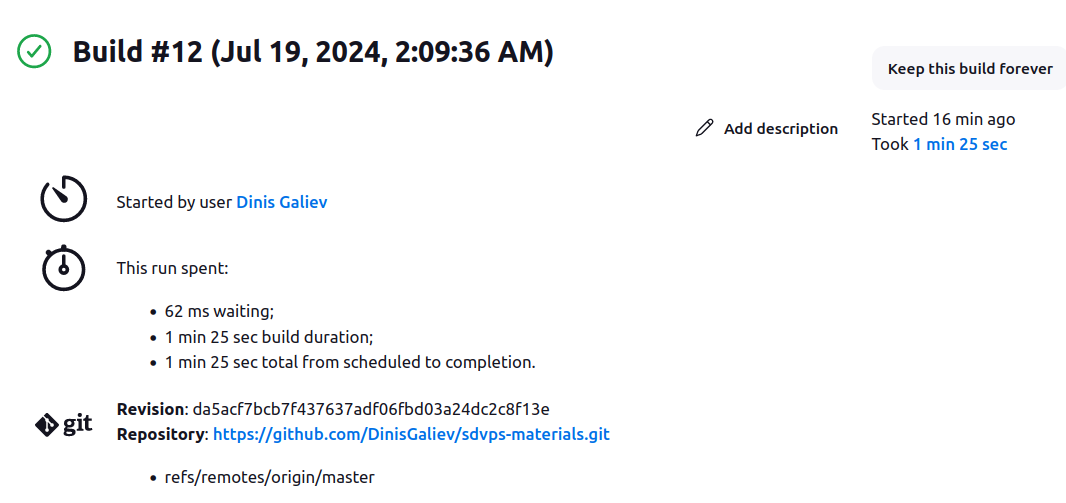 Build #12 (Jul 19, 2024, 2:09:36 AM)
Keep this build forever
Add description
Started 16 min ago
Took 1 min 25 sec
Started by user Dinis Galiev
This run spent:
62 ms waiting;
1 min 25 sec build duration;
1 min 25 sec total from scheduled to completion.
git
Revision: da5acf7bcb7f437637adf06fbd03a24dc2c8f13e
Repository: https://github.com/DinisGaliev/sdvps-materials.git
refs/remotes/origin/master